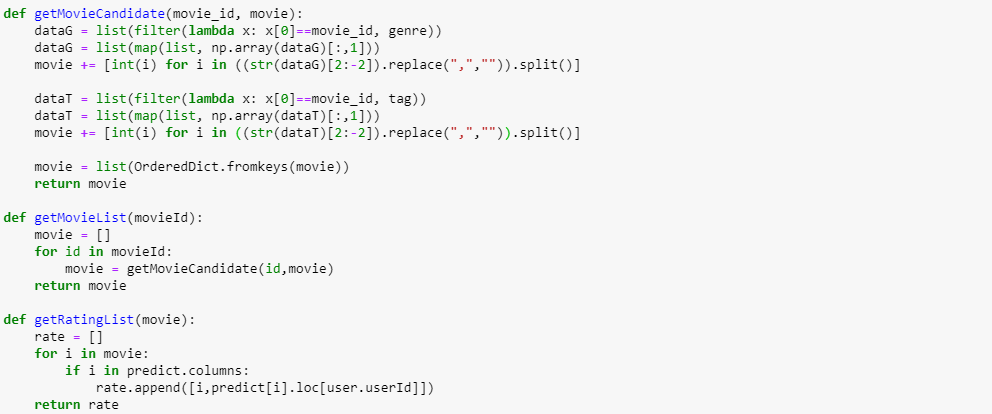 def getMovieCandidate(movie_id, movie):
    dataG = list(filter(lambda x: x[0]==movie_id, genre))
    dataG = list(map(list, np.array(dataG)[:,1]))
    movie += [int(i) for i in ((str(dataG)[2:-2]).replace(",","")).split()]
    dataT = list(filter(lambda x: x[0]==movie_id, tag))
    dataT = list(map(list, np.array(dataT)[:,1]))
    movie += [int(i) for i in ((str(dataT)[2:-2]).replace(",","")).split()]
    movie = list(OrderedDict.fromkeys(movie))
    return movie
def getMovieList(movieId):
    movie = []
    for id in movieId:
        movie = getMovieCandidate(id,movie)
    return movie
def getRatingList(movie):
    rate = []
    for i in movie:
        if i in predict.columns:
            rate.append([i,predict[i].loc[user.userId]])
    return rate